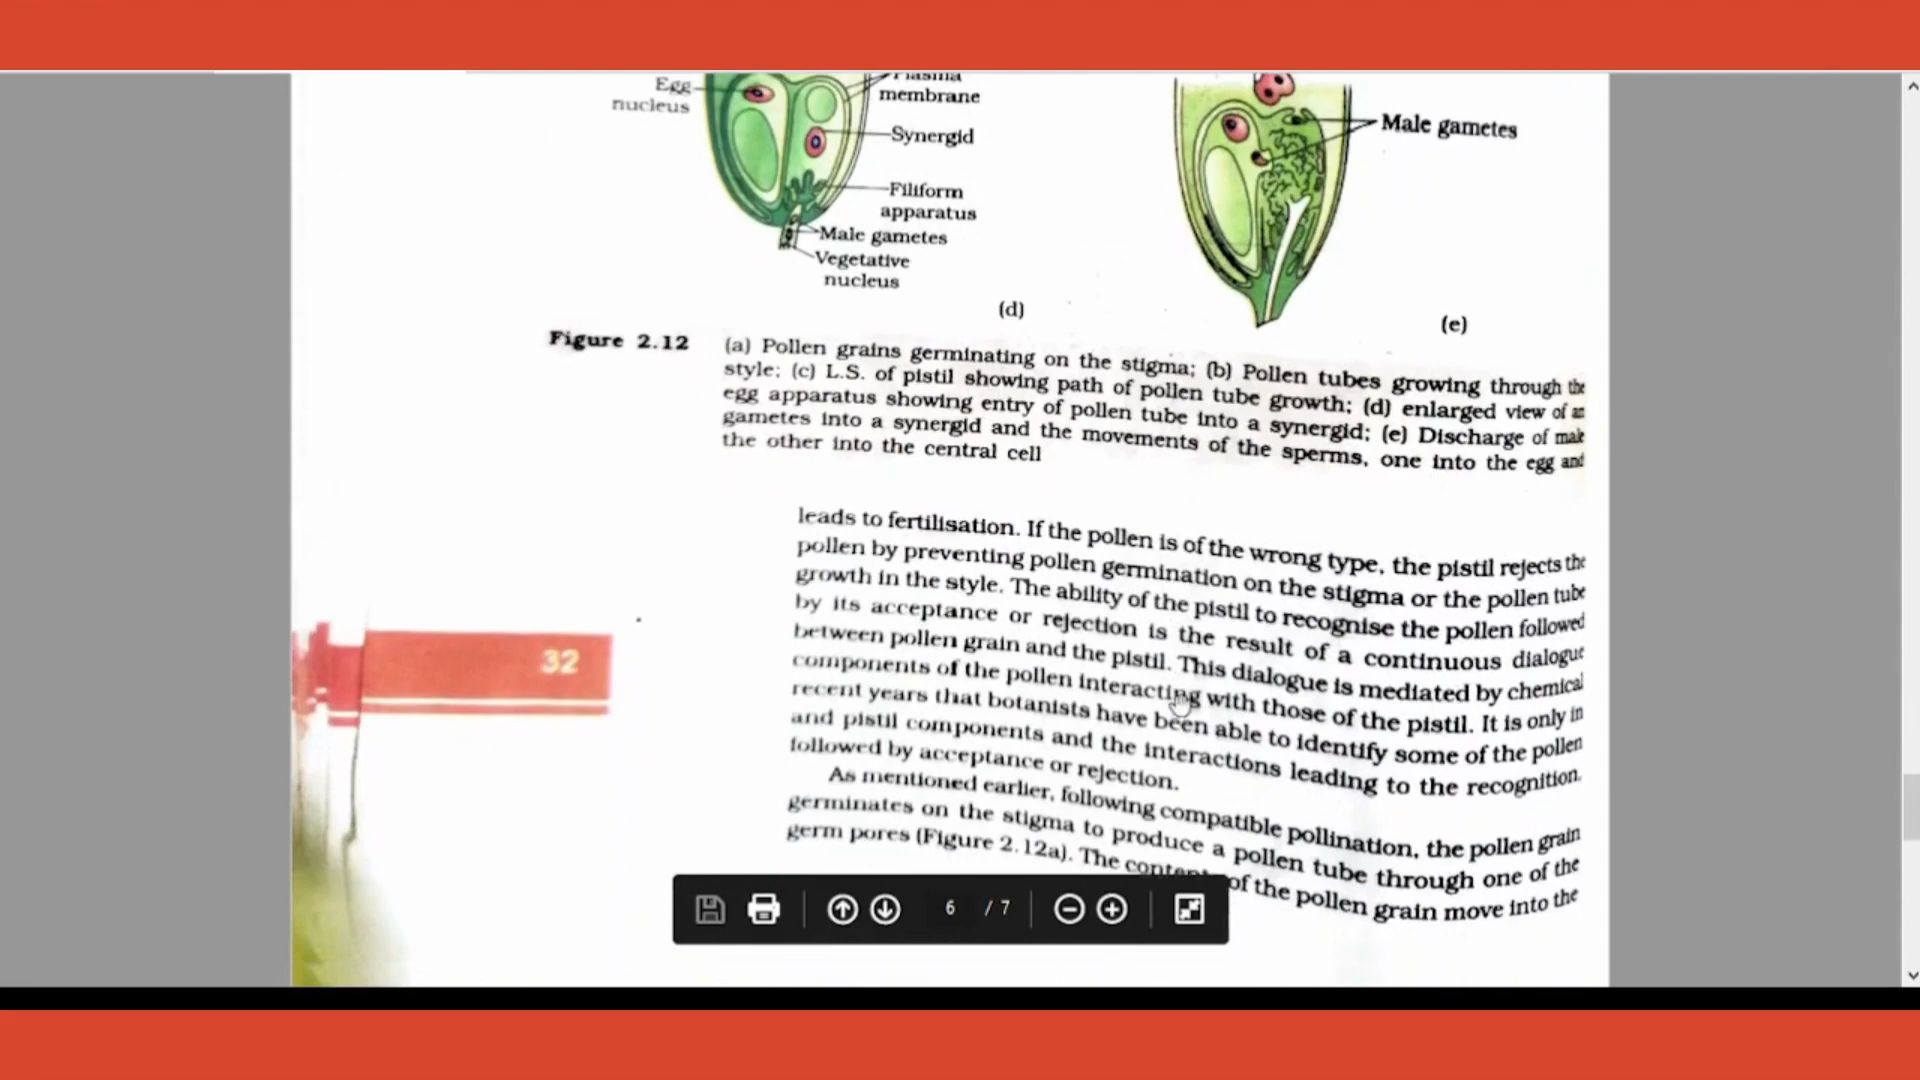 Egg
nucleus
Plasma
membrane
Synergid
Filiform
apparatus
Male gametes
Vegetative
nucleus
(d)
Male gametes
(e)
Figure 2.12
(a) Pollen grains germinating on the stigma; (b) Pollen tubes growing through the
style; (c) L.S. of pistil showing path of pollen tube growth; (d) enlarged view of an
egg apparatus showing entry of pollen tube into a synergid; (e) Discharge of male
gametes into a synergid and the movements of the sperms, one into the egg and
the other into the central cell
leads to fertilisation. If the pollen is of the wrong type, the pistil rejects the
pollen by preventing pollen germination on the stigma or the pollen tube
growth in the style. The ability of the pistil to recognise the pollen followed
by its acceptance or rejection is the result of a continuous dialogue
between pollen grain and the pistil. This dialogue is mediated by chemical
components of the pollen interacting with those of the pistil. It is only in
recent years that botanists have been able to identify some of the pollen
and pistil components and the interactions leading to the recognition,
followed by acceptance or rejection.
As mentioned earlier, following compatible pollination, the pollen grain
germinates on the stigma to produce a pollen tube through one of the
germ pores (Figure 2.12a). The contents of the pollen grain move into the
32
6 / 7